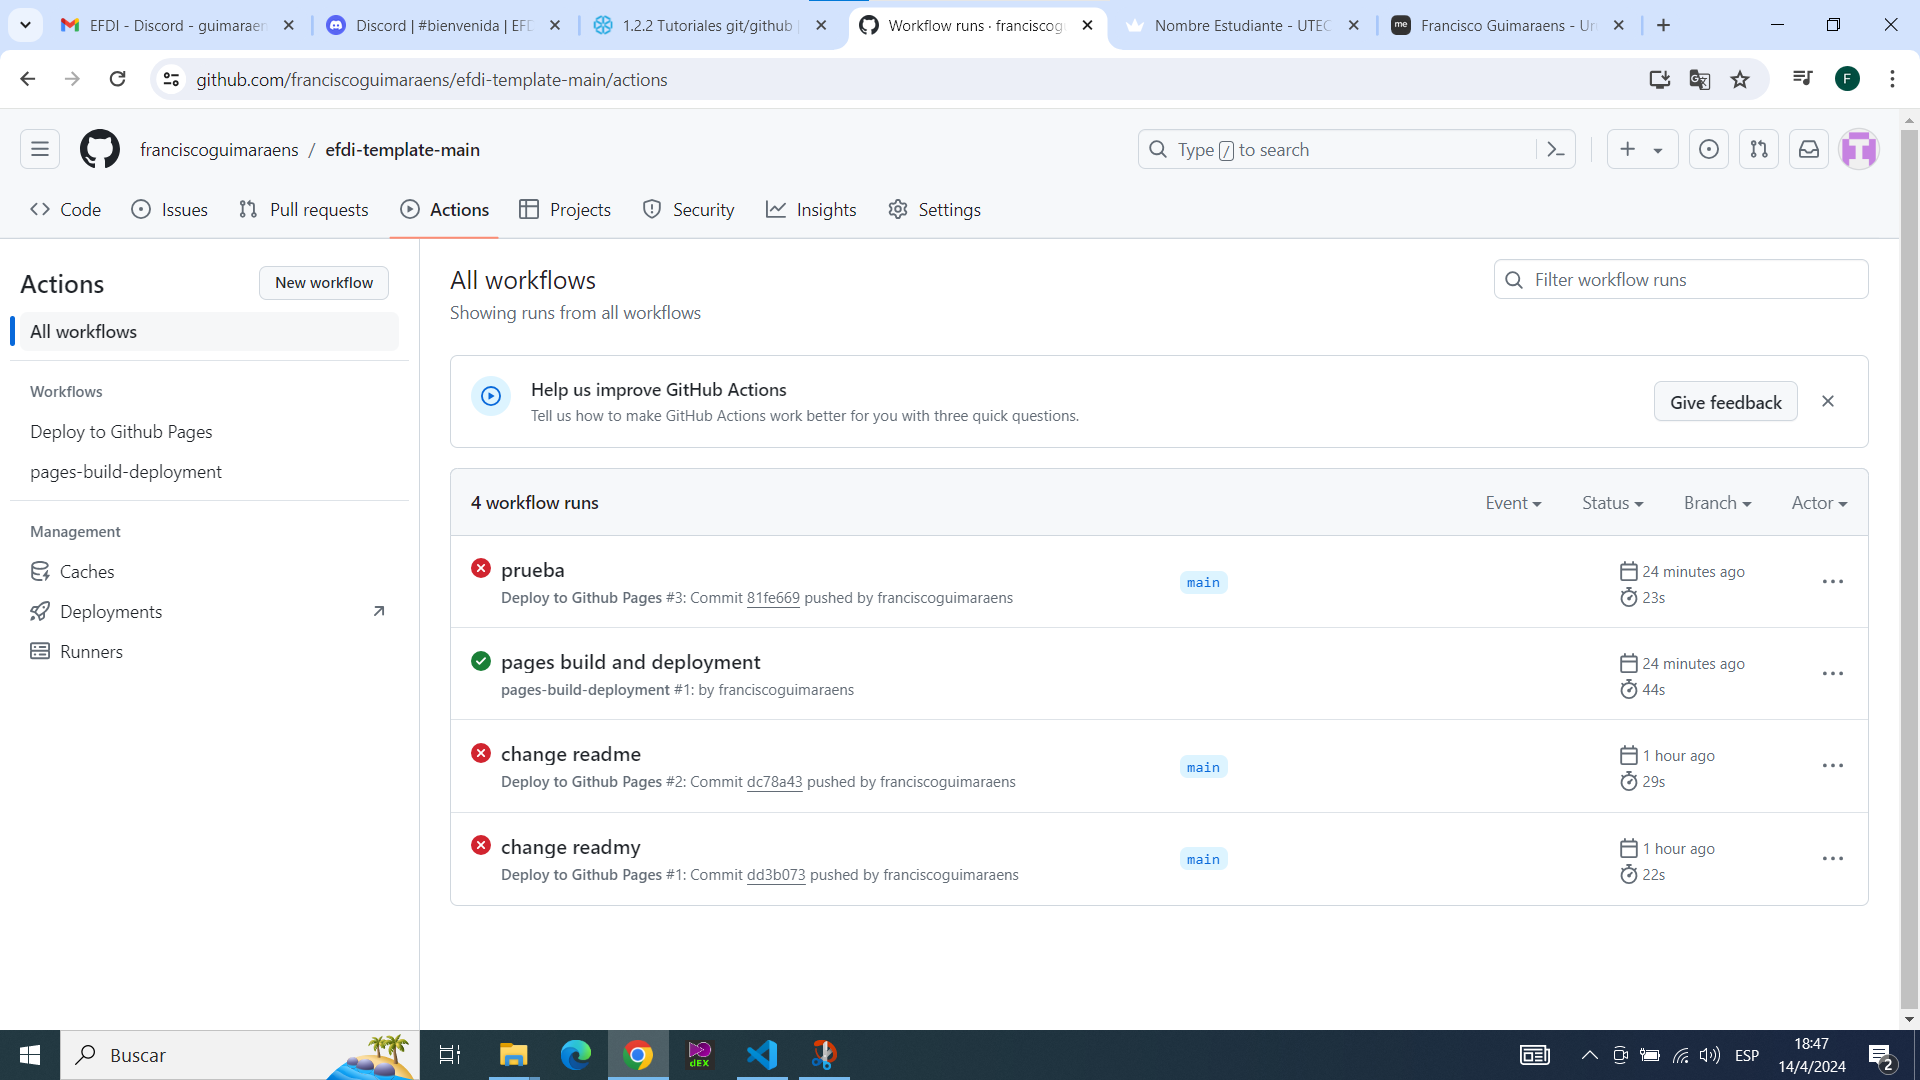 EFDI - Discord - guimaraen
Discord | #bienvenida | EFD
1.2.2 Tutoriales git/github |
Workflow runs · franciscogu
Nombre Estudiante - UTEC
me
Francisco Guimaraens - Uru
github.com/franciscoguimaraens/efdi-template-main/actions
F
franciscoguimaraens / efdi-template-main
Type / to search
Code
Issues
Pull requests
Actions
Projects
Security
Insights
Settings
Actions
New workflow
All workflows
Workflows
Deploy to Github Pages
pages-build-deployment
Management
Caches
Deployments
Runners
All workflows
Showing runs from all workflows
Filter workflow runs
Help us improve GitHub Actions
Tell us how to make GitHub Actions work better for you with three quick questions.
Give feedback
4 workflow runs
Event
Status
Branch
Actor
prueba
Deploy to Github Pages #3: Commit 81fe669 pushed by franciscoguimaraens
main
24 minutes ago
23s
pages build and deployment
pages-build-deployment #1: by franciscoguimaraens
24 minutes ago
44s
change readme
Deploy to Github Pages #2: Commit dc78a43 pushed by franciscoguimaraens
main
1 hour ago
29s
change readmy
Deploy to Github Pages #1: Commit dd3b073 pushed by franciscoguimaraens
main
1 hour ago
22s
Buscar
dEX
ESP
18:47
14/4/2024
2